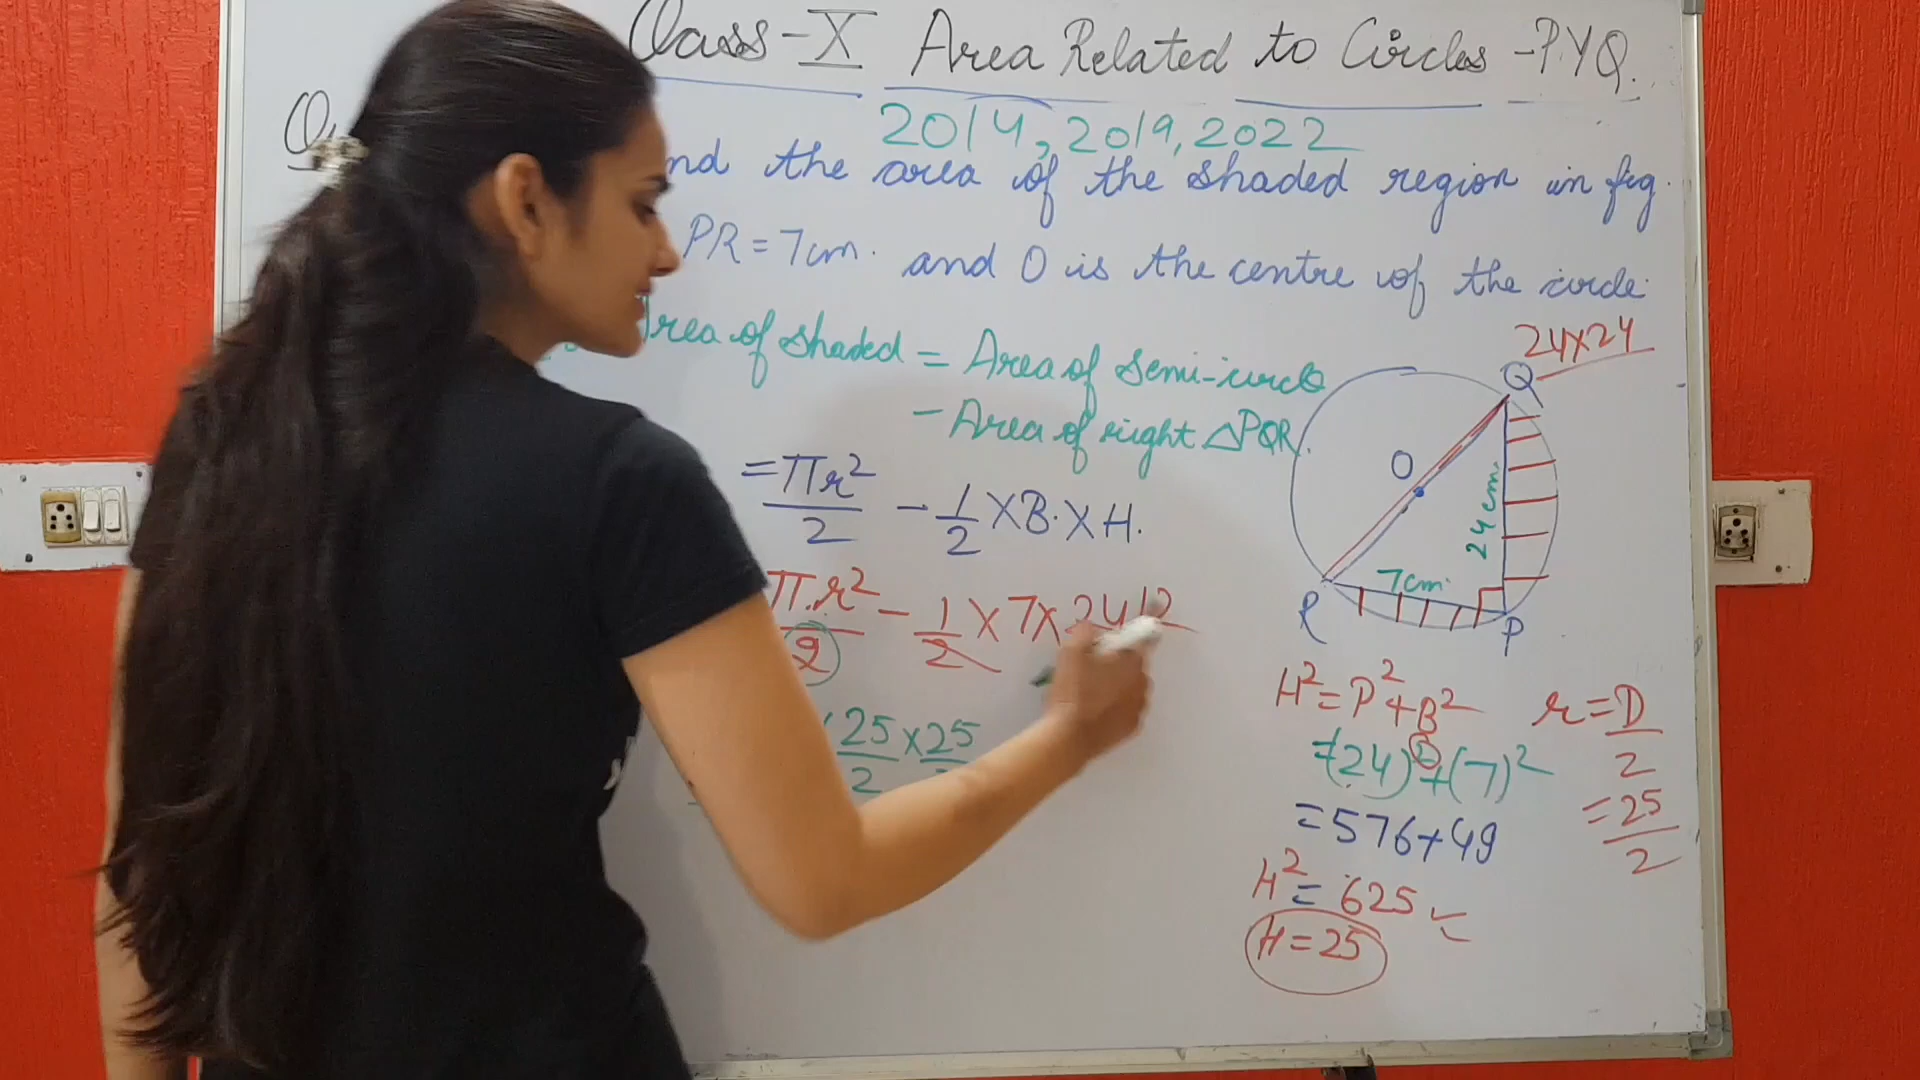 Class-X Area Related to Circles -PYQ.
2014, 2019, 2022
nd the area of the shaded region in fig.
PR = 7cm. and O is the centre of the circle
Area of shaded = Area of Semi-circle
- Area of right △PQR.
= πr²/2 - 1/2 × B. × H.
π.r²/2 - 1/2 × 7 × 24 12
25/2 × 25
24×24
Q
O
24cm
7cm
R
P
H² = P² + B²
=(24)² + (7)²
= 576 + 49
H² = 625
H = 25
r = D/2
= 25/2